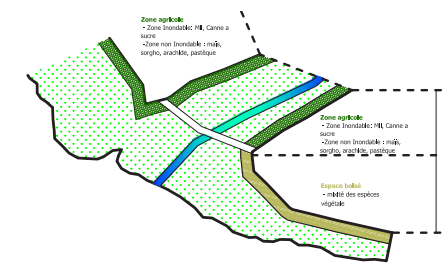 Zone agricole
- Zone Inondable: Mil, Canne a
sucre
-Zone non Inondable : maïs,
sorgho, arachide, pastèque
Zone agricole
- Zone Inondable: Mil, Canne a
sucre
-Zone non Inondable : maïs,
sorgho, arachide, pastèque
Espace boisé
- mixité des espèces
végétale